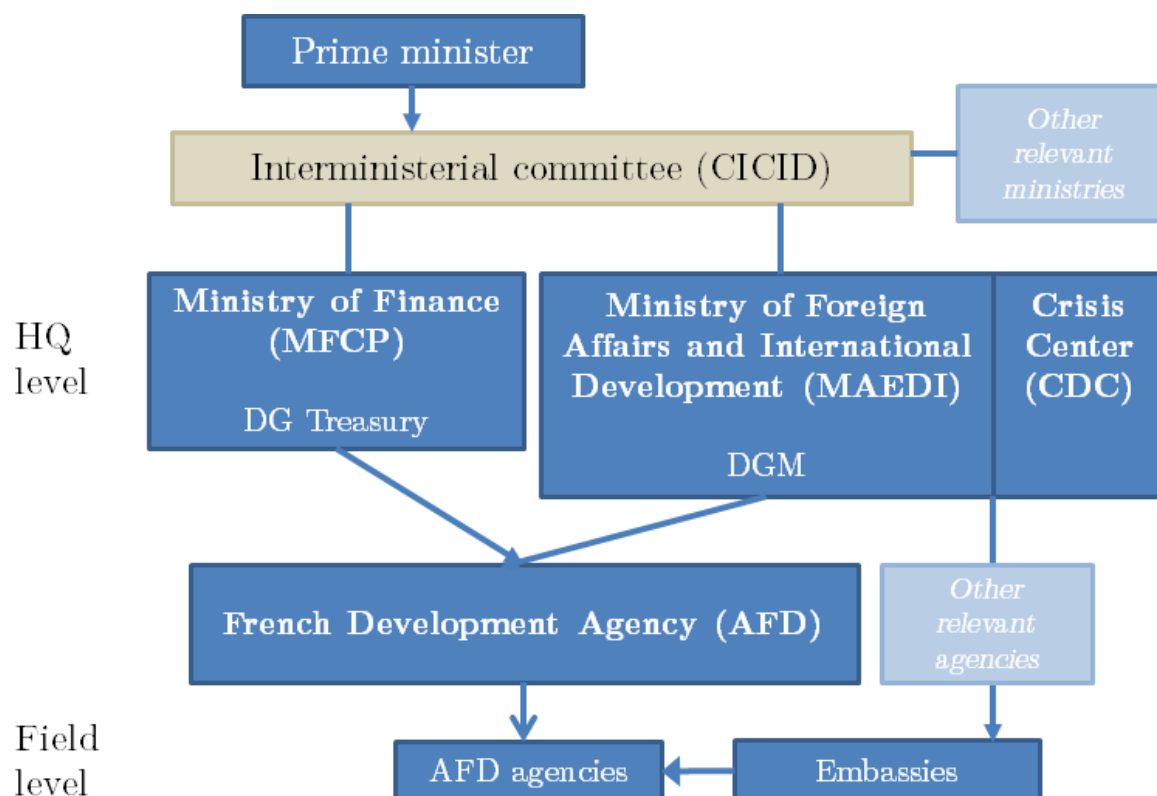 Prime minister
Other
relevant
ministries
Interministerial committee (CICID)
HQ
level
Ministry of Finance
(MFCP)
DG Treasury
Ministry of Foreign
Affairs and International
Development (MAEDI)
DGM
Crisis
Center
(CDC)
French Development Agency (AFD)
Other
relevant
agencies
Field
level
AFD agencies
Embassies